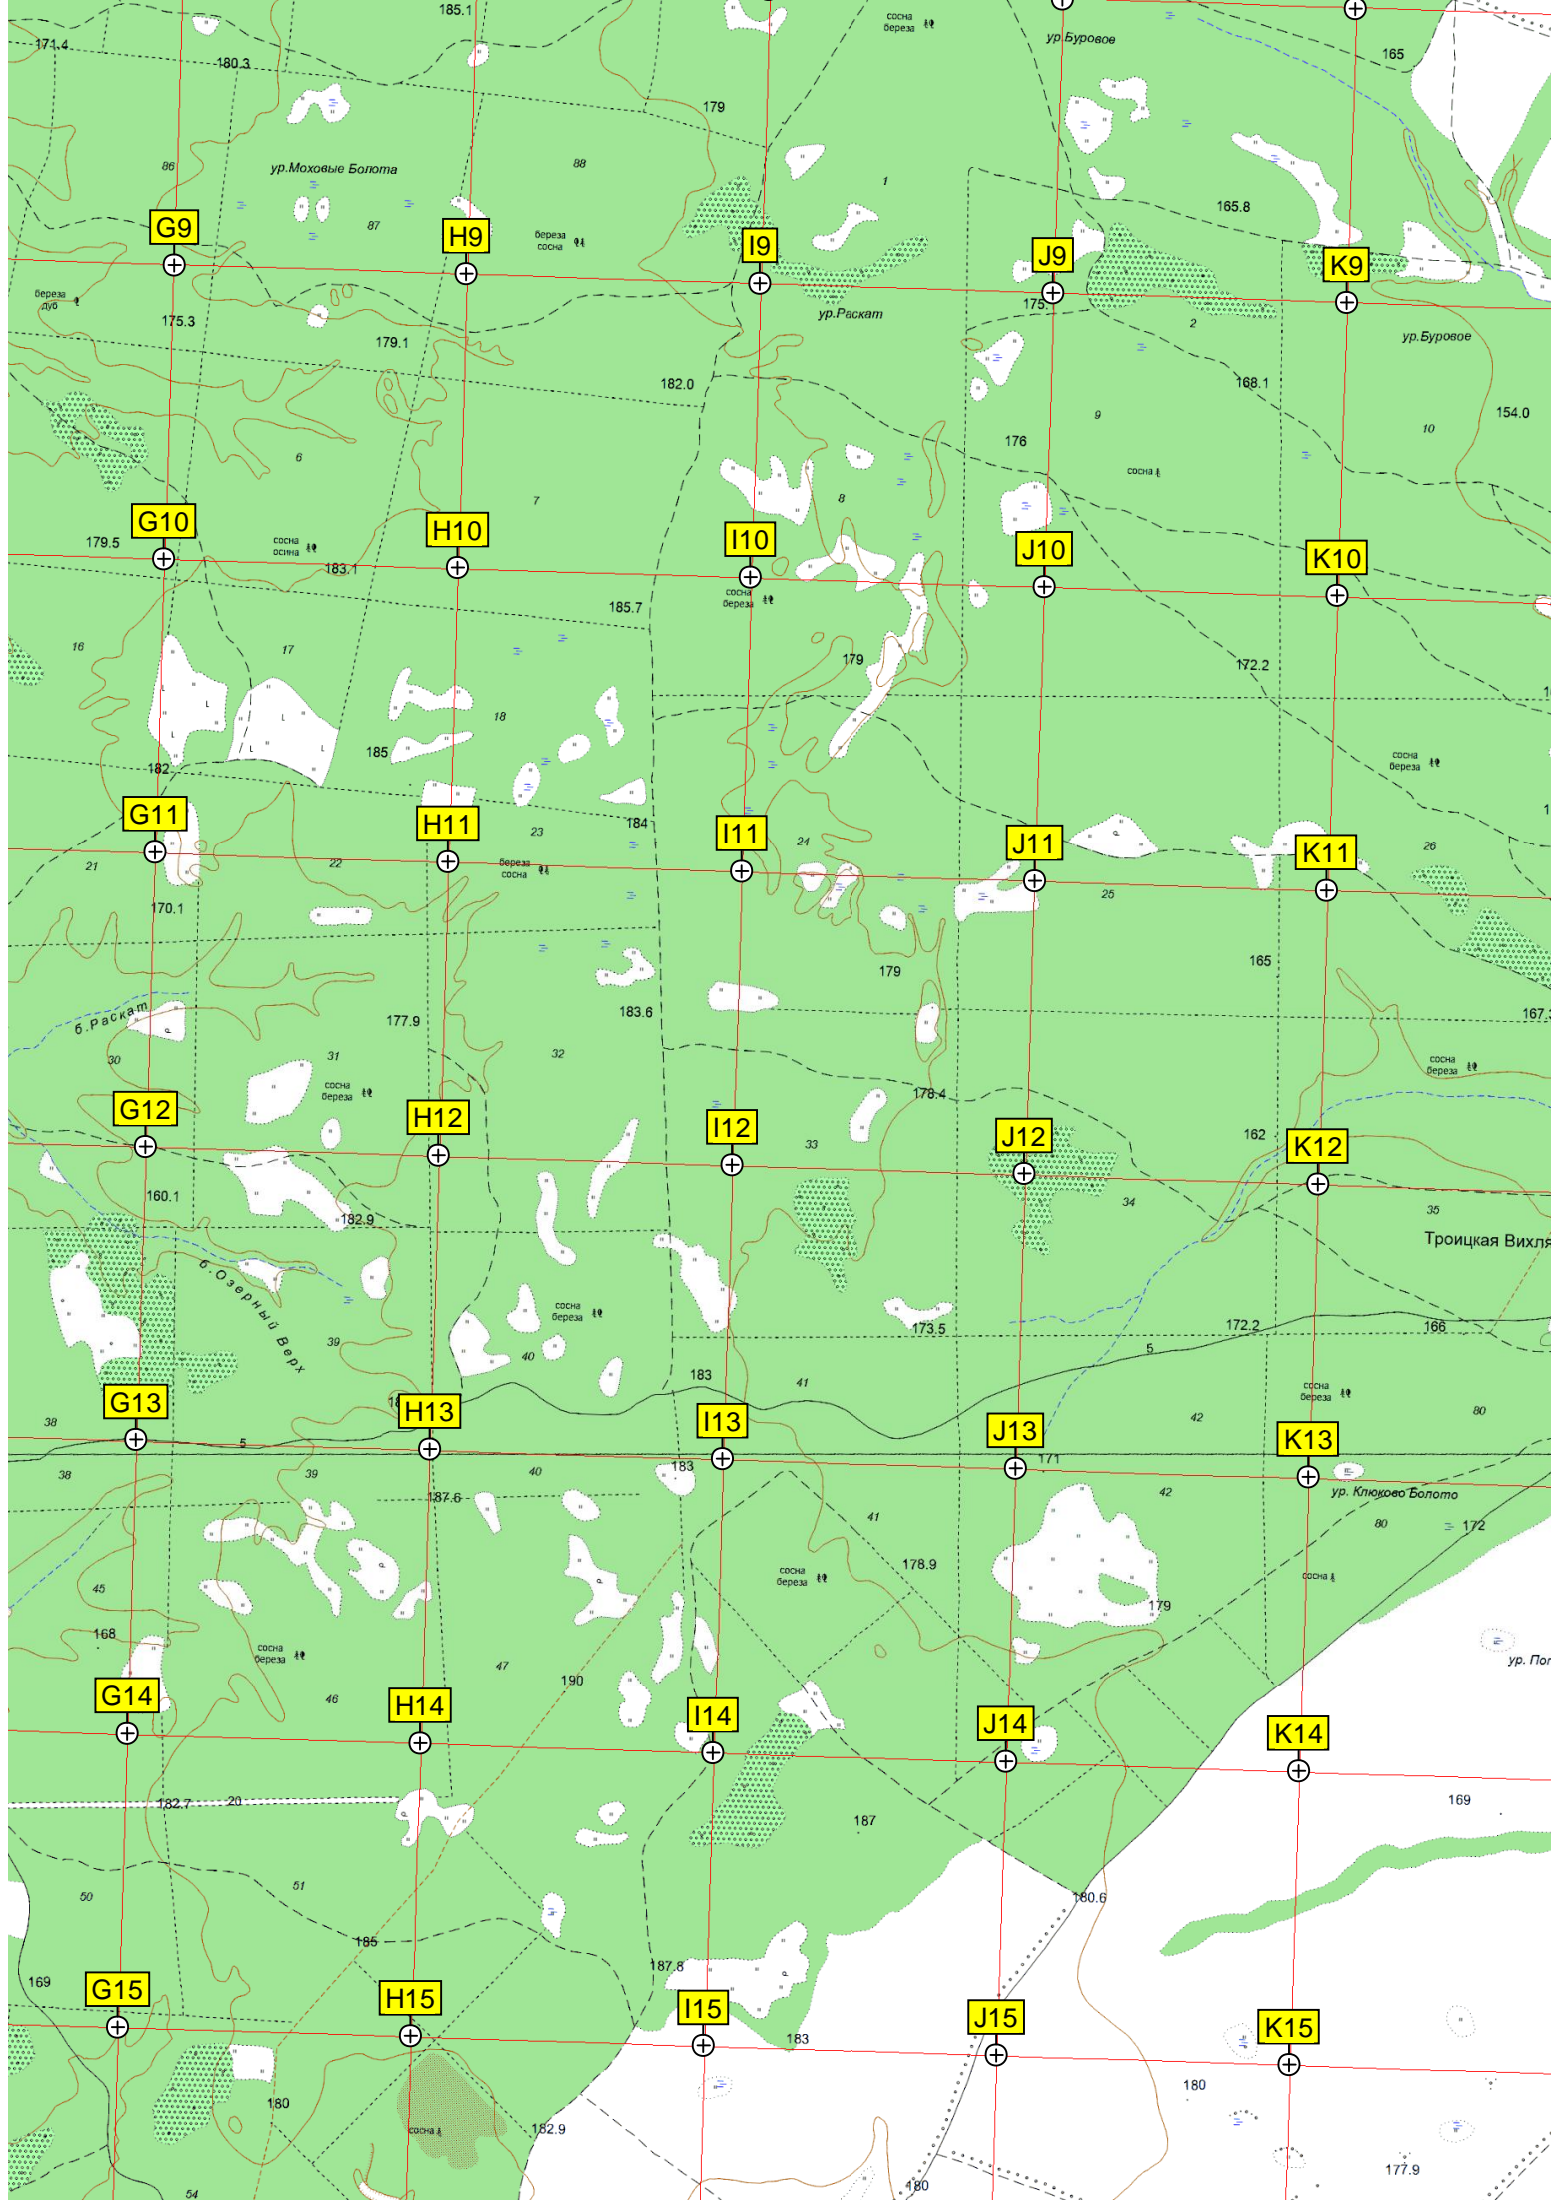 185.1
сосна
береза
ур.Буровое
165
171.4
180.3
179
86
ур.Моховые Болота
88
1
87
165.8
G9
H9
береза
сосна
I9
J9
K9
береза
дуб
175.3
ур.Раскат
175.
2
ур.Буровое
179.1
182.0
168.1
9
10
154.0
176
6
сосна
7
8
G10
H10
I10
J10
K10
179.5
сосна
осина
183.1
сосна
береза
185.7
16
17
179
172.2
18
185
сосна
береза
182
G11
H11
23
184
I11
24
J11
K11
26
21
22
береза
сосна
25
170.1
179
165
б.Раскат
177.9
183.6
167.3
30
31
32
сосна
береза
сосна
береза
178.4
G12
H12
I12
33
J12
162
K12
160.1
34
35
182.9
Троицкая Вихля
б.Озерный Верх
сосна
береза
39
40
173.5
172.2
166
5
183
41
сосна
береза
G13
H13
I13
J13
42
80
K13
38
5
38
39
40
183
171
187.6
42
ур. Клюково Болото
41
80
172
178.9
сосна
береза
сосна
45
179
168
сосна
береза
47
190
ур. Пог
46
G14
H14
I14
J14
K14
182.7
20
187
169
50
51
180.6
185
187.8
169
G15
H15
I15
J15
K15
183
180
180
182.9
сосна
177.9
180
54